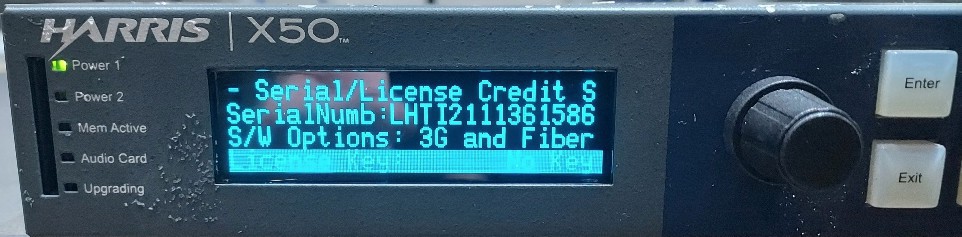 HARRIS X50™
Power 1
Power 2
Mem Active
Audio Card
Upgrading
- Serial/License Credit S
SerialNumb:LHTI2111361586
S/W Options: 3G and Fiber
License Key: No Key
Enter
Exit